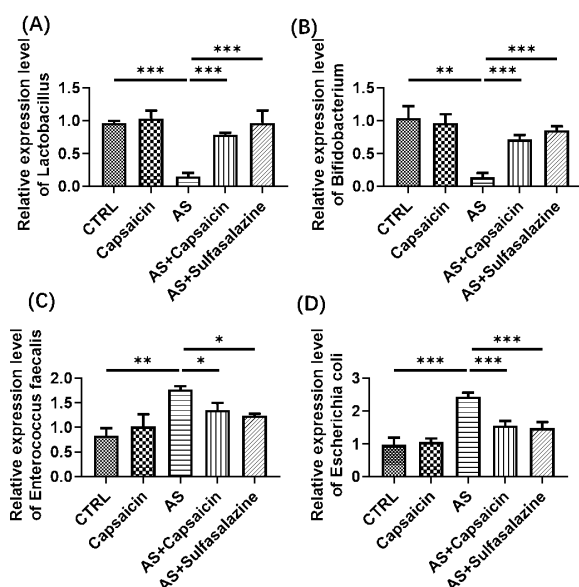 (A)
Relative expression level
of Lactobacillus
1.5
1.0
0.5
0.0
*** *** ***
CTRL
Capsaicin
AS
AS+Capsaicin
AS+Sulfasalazine
(B)
Relative expression level
of Bifidobacterium
1.5
1.0
0.5
0.0
** *** ***
CTRL
Capsaicin
AS
AS+Capsaicin
AS+Sulfasalazine
(C)
Relative expression level
of Enterococcus faecalis
2.0
1.5
1.0
0.5
0.0
** * *
CTRL
Capsaicin
AS
AS+Capsaicin
AS+Sulfasalazine
(D)
Relative expression level
of Escherichia coli
3
2
1
0
*** *** ***
CTRL
Capsaicin
AS
AS+Capsaicin
AS+Sulfasalazine